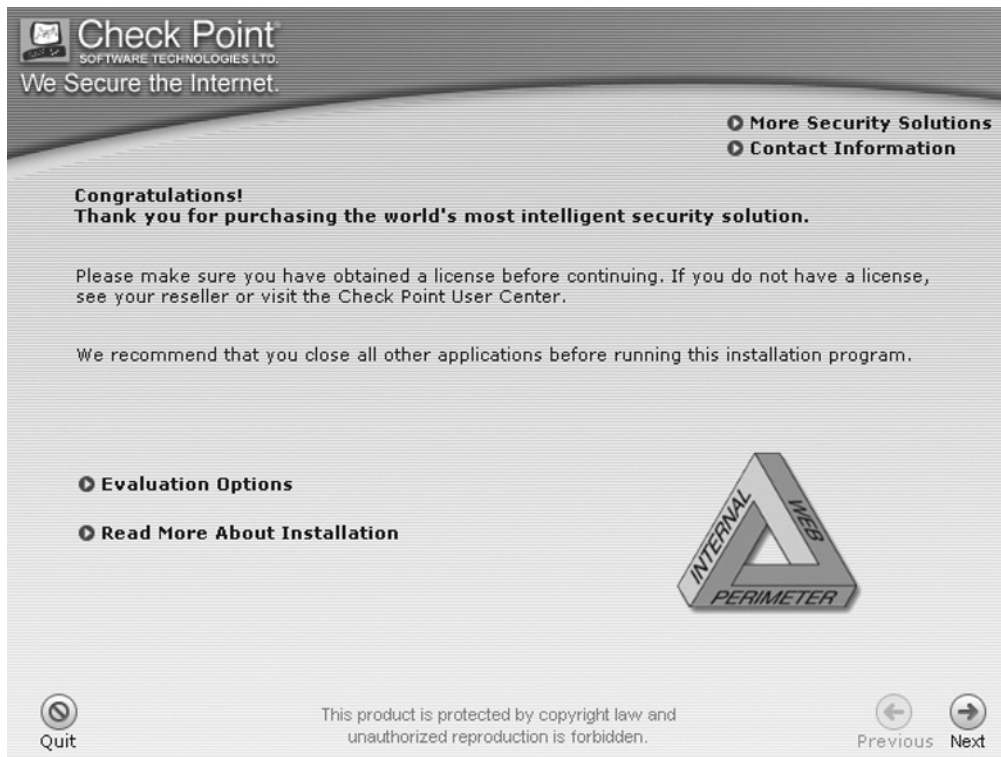 Check Point
SOFTWARE TECHNOLOGIES LTD.
We Secure the Internet.
More Security Solutions
Contact Information
Congratulations!
Thank you for purchasing the world's most intelligent security solution.
Please make sure you have obtained a license before continuing. If you do not have a license,
see your reseller or visit the Check Point User Center.
We recommend that you close all other applications before running this installation program.
Evaluation Options
Read More About Installation
INTERNAL
WEB
PERIMETER
Quit
This product is protected by copyright law and
unauthorized reproduction is forbidden.
Previous
Next